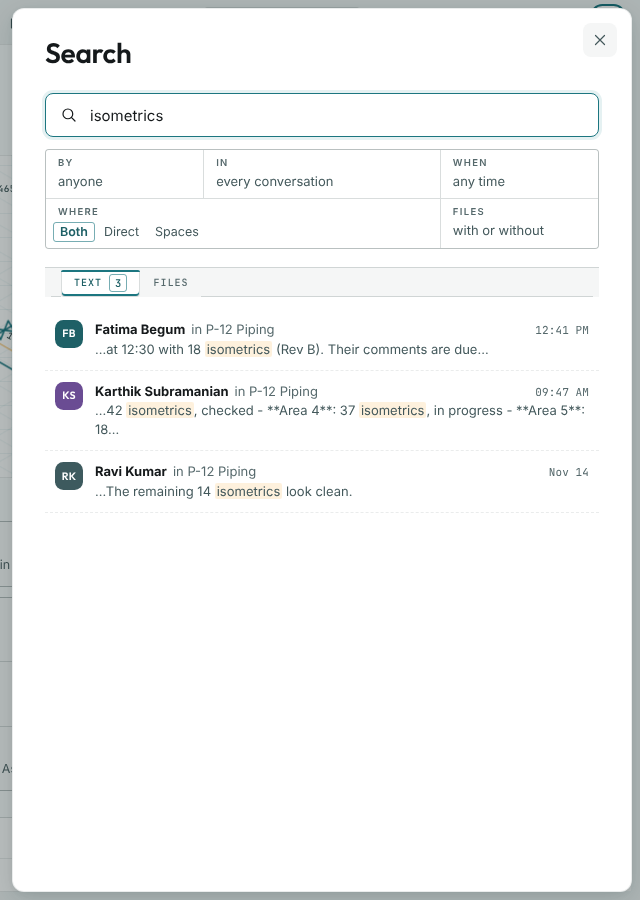 Search
isometrics
BY
anyone
IN
every conversation
WHEN
any time
WHERE
Both Direct Spaces
FILES
with or without
TEXT 3 FILES
FB Fatima Begum in P-12 Piping 12:41 PM
...at 12:30 with 18 isometrics (Rev B). Their comments are due...
KS Karthik Subramanian in P-12 Piping 09:47 AM
...42 isometrics, checked - **Area 4**: 37 isometrics, in progress - **Area 5**:
18...
RK Ravi Kumar in P-12 Piping Nov 14
...The remaining 14 isometrics look clean.